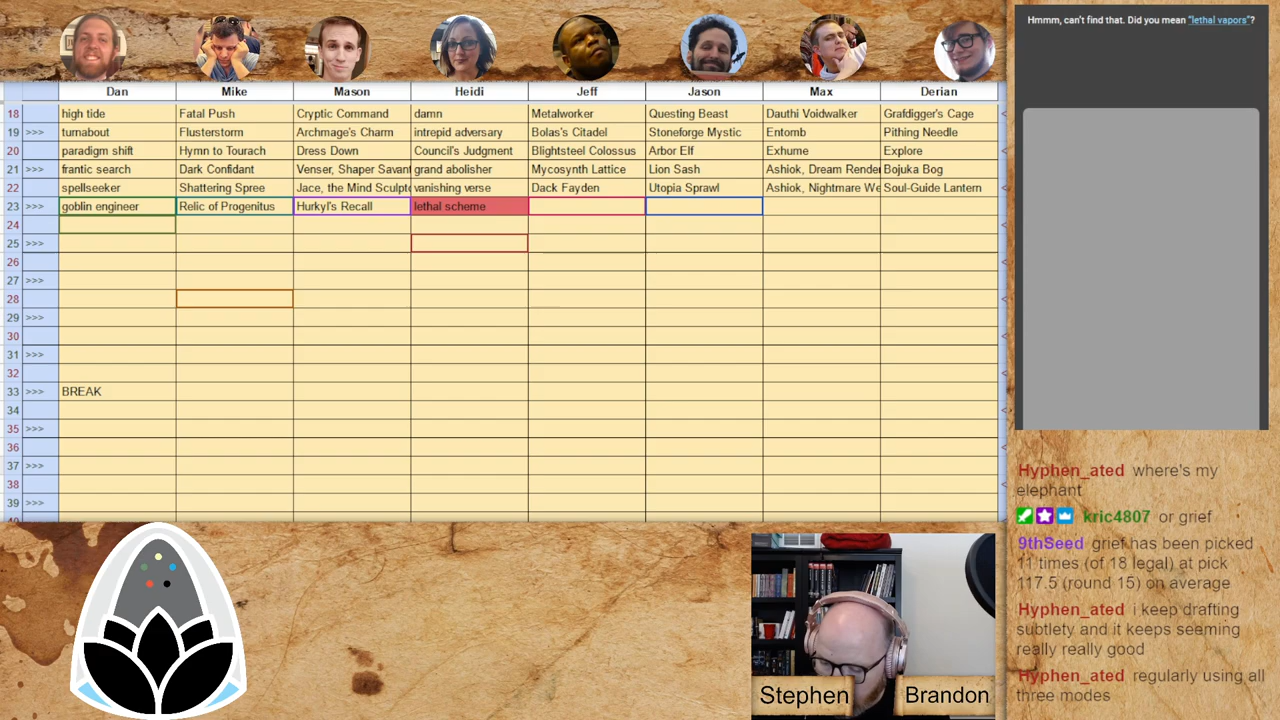 Hmmm, can't find that. Did you mean "lethal vapors"?
Dan Mike Mason Heidi Jeff Jason Max Derian
18 high tide Fatal Push Cryptic Command damn Metalworker Questing Beast Dauthi Voidwalker Grafdigger's Cage <
19 >>> turnabout Flusterstorm Archmage's Charm intrepid adversary Bolas's Citadel Stoneforge Mystic Entomb Pithing Needle
20 paradigm shift Hymn to Tourach Dress Down Council's Judgment Blightsteel Colossus Arbor Elf Exhume Explore <
21 >>> frantic search Dark Confidant Venser, Shaper Savant grand abolisher Mycosynth Lattice Lion Sash Ashiok, Dream Render Bojuka Bog
22 spellseeker Shattering Spree Jace, the Mind Sculpto vanishing verse Dack Fayden Utopia Sprawl Ashiok, Nightmare We Soul-Guide Lantern <
23 >>> goblin engineer Relic of Progenitus Hurkyl's Recall lethal scheme
24 <
25 >>>
26 <
27 >>>
28 <
29 >>>
30 <
31 >>>
32 <
33 >>> BREAK
34 <
35 >>>
36 <
37 >>>
38 <
39 >>>
Hyphen_ated where's my
elephant
kric4807 or grief
9thSeed grief has been picked
11 times (of 18 legal) at pick
117.5 (round 15) on average
Hyphen_ated i keep drafting
subtlety and it keeps seeming
really really good
Hyphen_ated regularly using all
three modes
Stephen Brandon